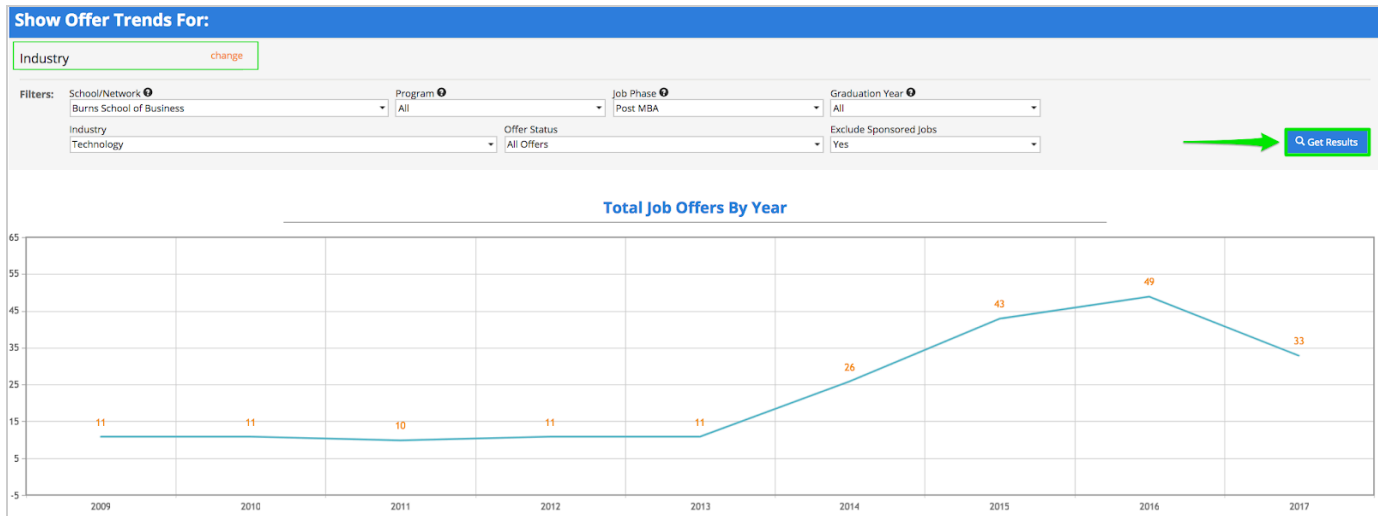 Show Offer Trends For:
Industry change
Filters: School/Network Program Job Phase Graduation Year
Burns School of Business All Post MBA All
Industry Offer Status Exclude Sponsored Jobs
Technology All Offers Yes
Get Results
Total Job Offers By Year
65
55
45
35
25
15
5
-5
11 11 10 11 11 26 43 49 33
2009 2010 2011 2012 2013 2014 2015 2016 2017